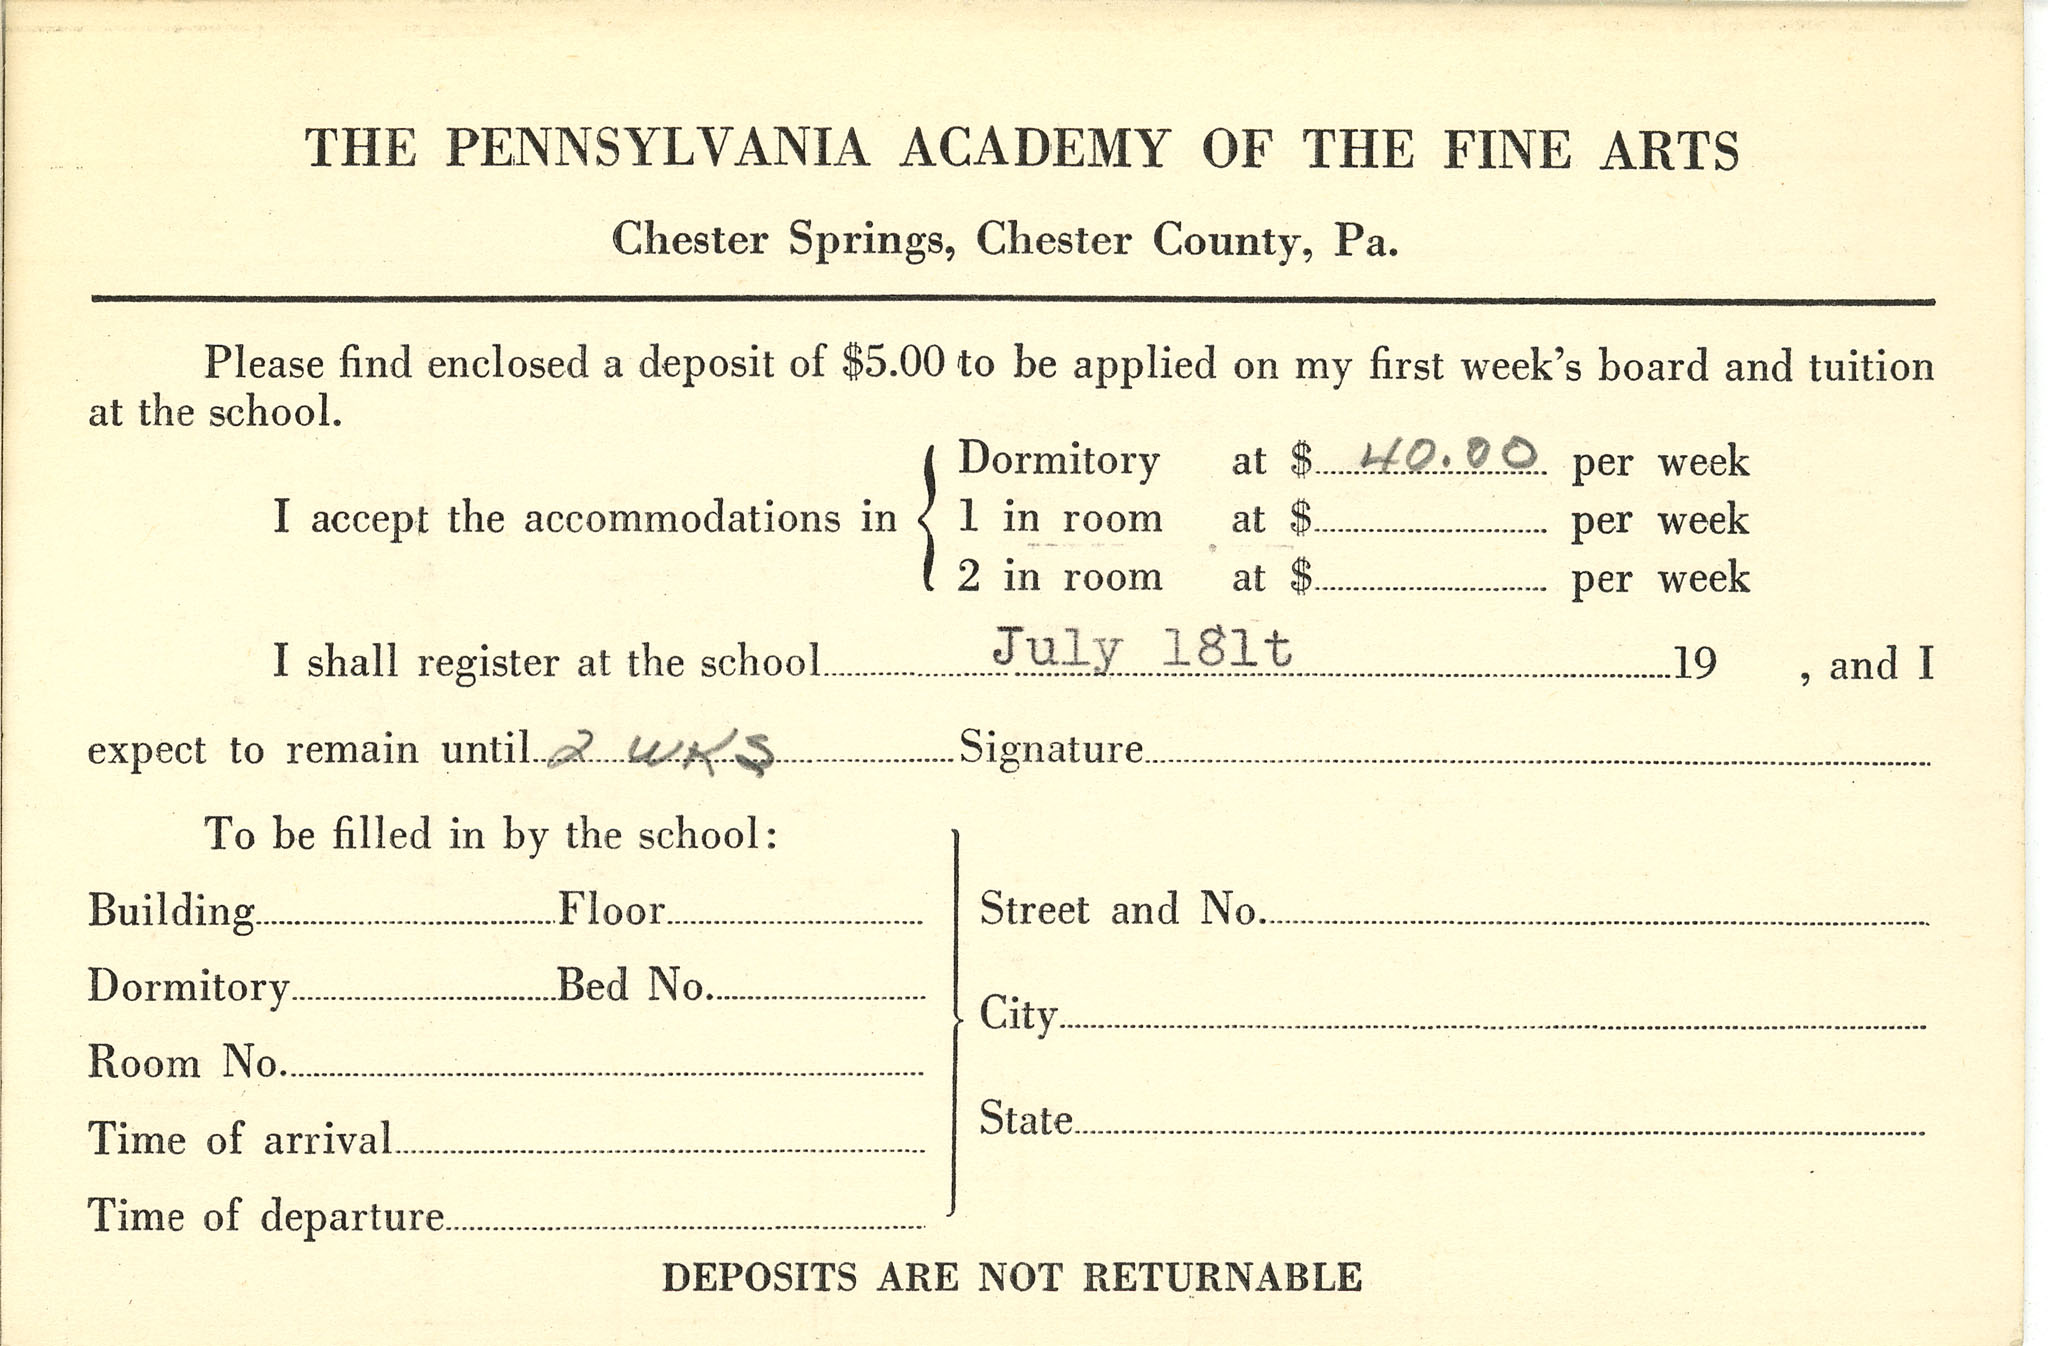 THE PENNSYLVANIA ACADEMY OF THE FINE ARTS
Chester Springs, Chester County, Pa.
Please find enclosed a deposit of $5.00 to be applied on my first week's board and tuition
at the school.
Dormitory at $ 40.00 per week
I accept the accommodations in { 1 in room at $ per week
2 in room at $ per week
I shall register at the school July 181t 19 , and I
expect to remain until 2 WKS Signature
To be filled in by the school:
Building Floor
Dormitory Bed No.
Room No.
Time of arrival
Time of departure
Street and No.
City
State
DEPOSITS ARE NOT RETURNABLE